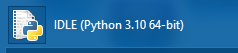 IDLE (Python 3.10 64-bit)